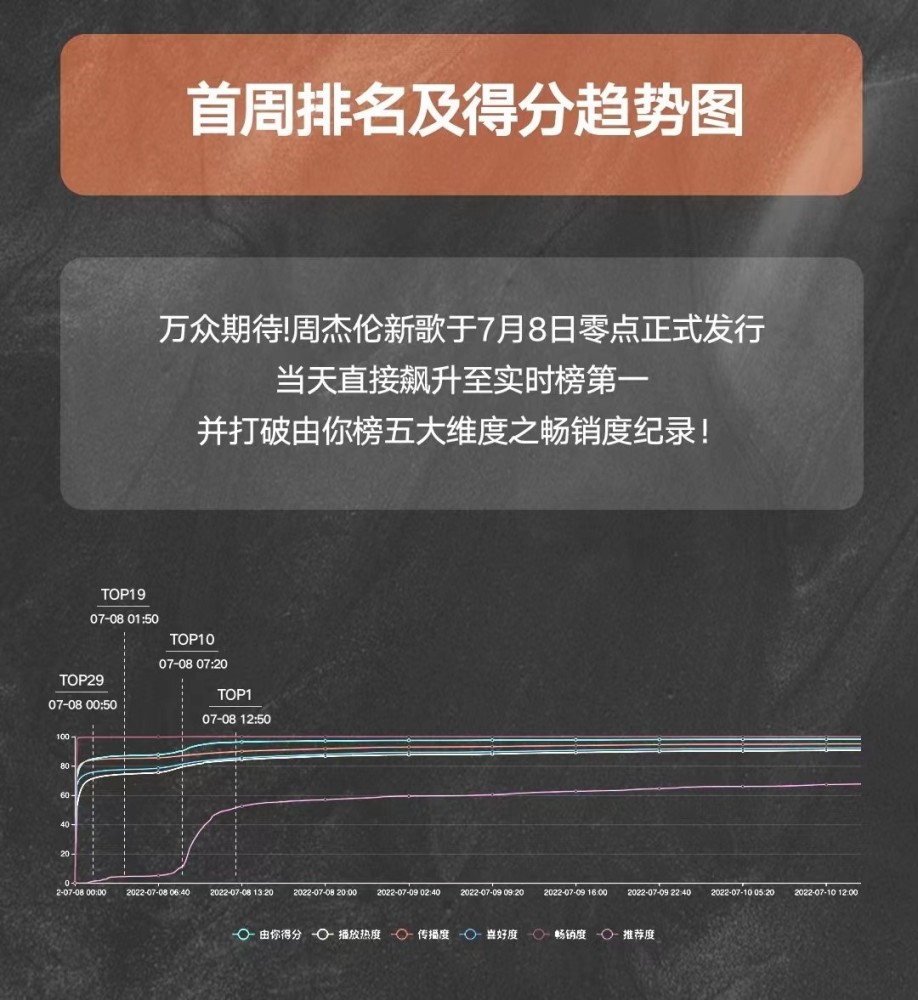 首周排名及得分趋势图
万众期待!周杰伦新歌于7月8日零点正式发行
当天直接飙升至实时榜第一
并打破由你榜五大维度之畅销度纪录！
TOP19
07-08 01:50
TOP10
07-08 07:20
TOP29
07-08 00:50
TOP1
07-08 12:50
100
80
60
40
20
0
2-07-08 00:00 2022-07-08 06:40 2022-07-08 13:20 2022-07-08 20:00 2022-07-09 02:40 2022-07-09 09:20 2022-07-09 16:00 2022-07-09 22:40 2022-07-10 05:20 2022-07-10 12:00
由你得分 播放热度 传播度 喜好度 畅销度 推荐度